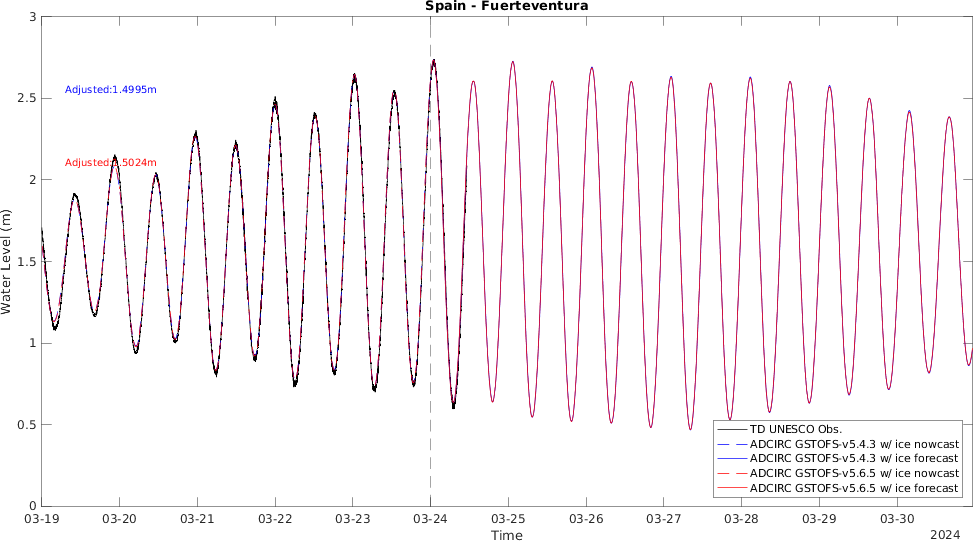 Spain - Fuerteventura
3
2.5
2
1.5
1
0.5
0
Water Level (m)
Adjusted:1.4995m
Adjusted: .5024m
TD UNESCO Obs.
ADCIRC GSTOFS-v5.4.3 w/ ice nowcast
ADCIRC GSTOFS-v5.4.3 w/ ice forecast
ADCIRC GSTOFS-v5.6.5 w/ ice nowcast
ADCIRC GSTOFS-v5.6.5 w/ ice forecast
03-19 03-20 03-21 03-22 03-23 03-24 03-25 03-26 03-27 03-28 03-29 03-30
Time
2024